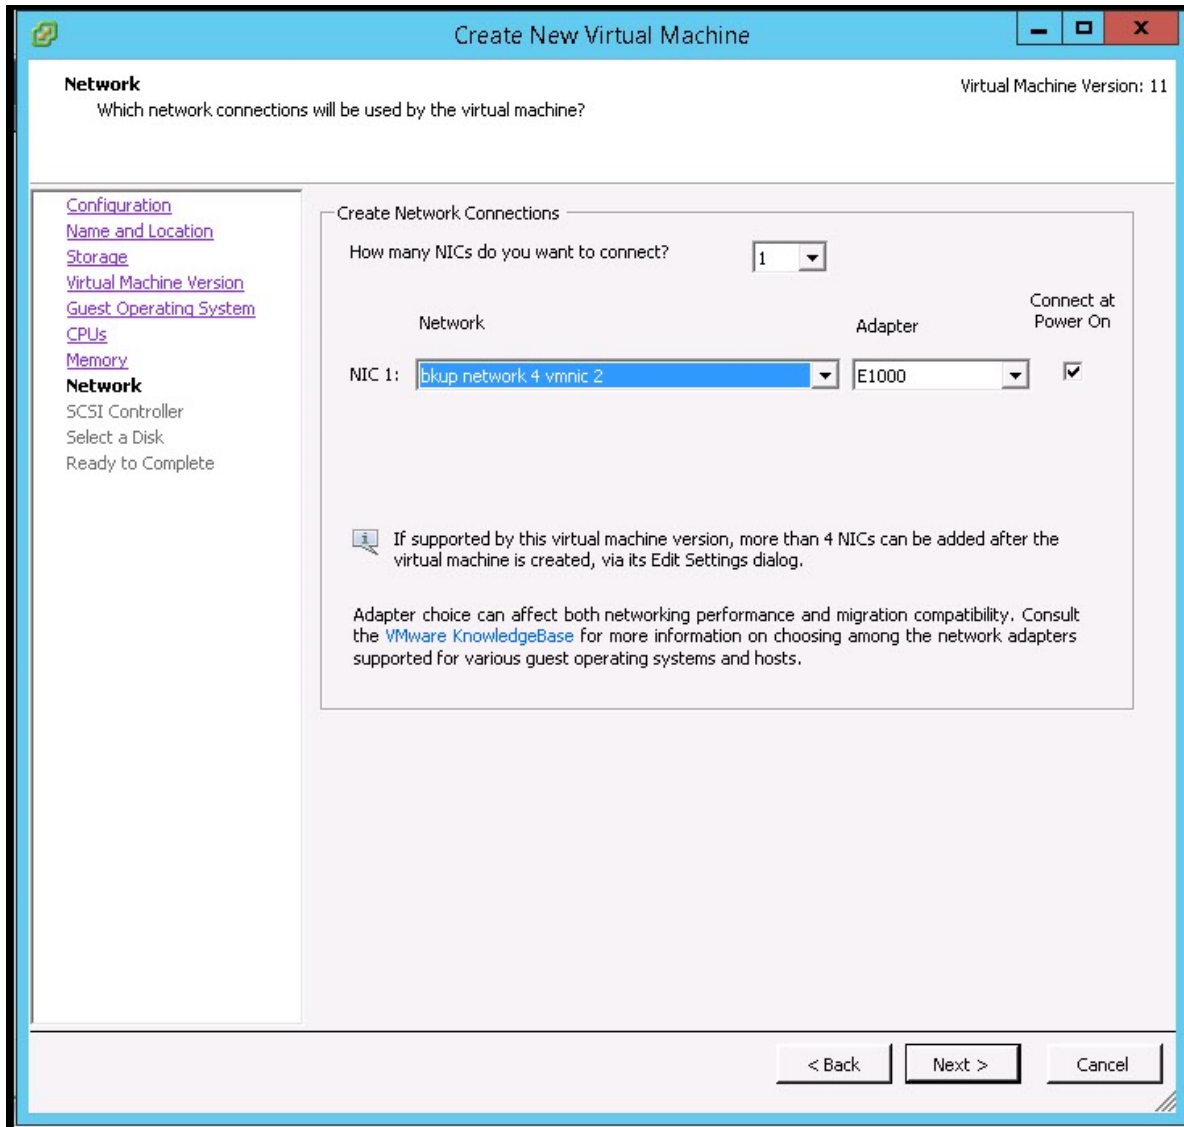 Create New Virtual Machine
Network
Virtual Machine Version: 11
Which network connections will be used by the virtual machine?
Configuration
Name and Location
Storage
Virtual Machine Version
Guest Operating System
CPUs
Memory
Network
SCSI Controller
Select a Disk
Ready to Complete
Create Network Connections
How many NICs do you want to connect? 1
Network
Adapter
Connect at
Power On
NIC 1: bkup network 4 vmnic 2 E1000
If supported by this virtual machine version, more than 4 NICs can be added after the
virtual machine is created, via its Edit Settings dialog.
Adapter choice can affect both networking performance and migration compatibility. Consult
the VMware KnowledgeBase for more information on choosing among the network adapters
supported for various guest operating systems and hosts.
< Back Next > Cancel